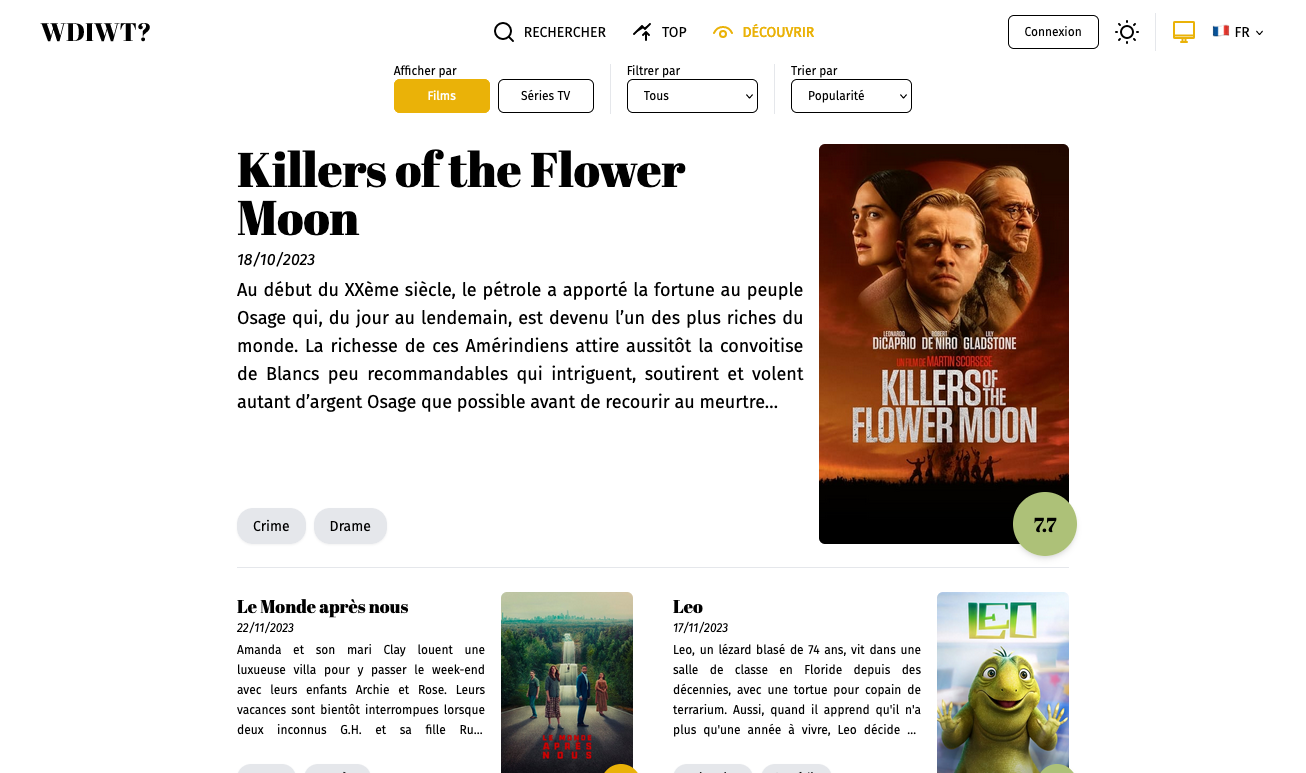 WDIWT?
RECHERCHER
TOP
DÉCOUVRIR
Connexion
FR
Afficher par
Films
Séries TV
Filtrer par
Tous
Trier par
Popularité
Killers of the Flower
Moon
18/10/2023
Au début du XXème siècle, le pétrole a apporté la fortune au peuple
Osage qui, du jour au lendemain, est devenu l’un des plus riches du
monde. La richesse de ces Amérindiens attire aussitôt la convoitise
de Blancs peu recommandables qui intriguent, soutirent et volent
autant d’argent Osage que possible avant de recourir au meurtre…
Crime
Drame
LEONARDO
DICAPRIO
ROBERT
DE NIRO
LILY
GLADSTONE
UN FILM DE MARTIN SCORSESE
KILLERS OF THE
FLOWER MOON
7.7
Le Monde après nous
22/11/2023
Amanda et son mari Clay louent une
luxueuse villa pour y passer le week-end
avec leurs enfants Archie et Rose. Leurs
vacances sont bientôt interrompues lorsque
deux inconnus G.H. et sa fille Ru...
LE MONDE
APRÈS
NOUS
Leo
17/11/2023
Leo, un lézard blasé de 74 ans, vit dans une
salle de classe en Floride depuis des
décennies, avec une tortue pour copain de
terrarium. Aussi, quand il apprend qu'il n'a
plus qu'une année à vivre, Leo décide ...
LEO